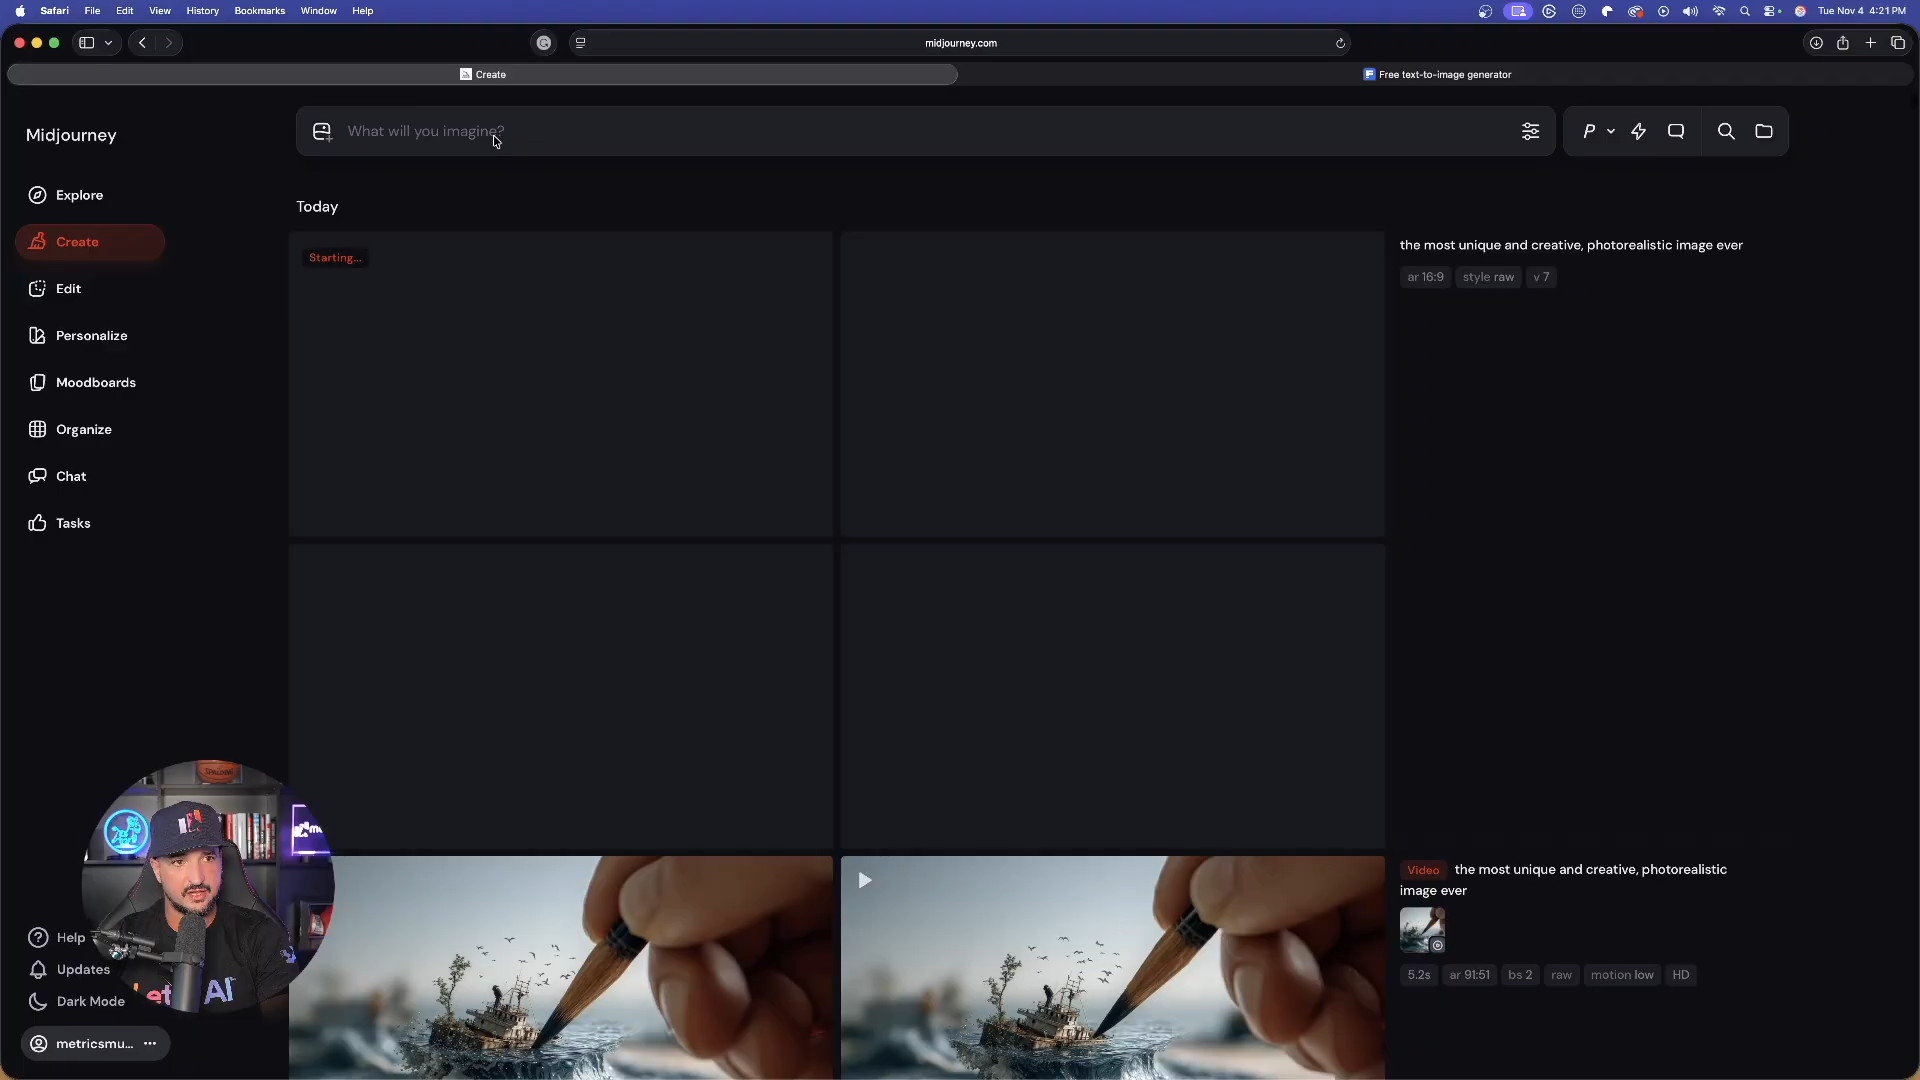 Safari File Edit View History Bookmarks Window Help Tue Nov 4 4:21 PM
midjourney.com
Create
Free text-to-image generator
Midjourney
What will you imagine?
P
Explore
Create
Edit
Personalize
Moodboards
Organize
Chat
Tasks
Today
Starting...
the most unique and creative, photorealistic image ever
ar 16:9 style raw v 7
Video the most unique and creative, photorealistic
image ever
5.2s ar 91:51 bs 2 raw motion low HD
Help
Updates
Dark Mode
metricsmu... •••